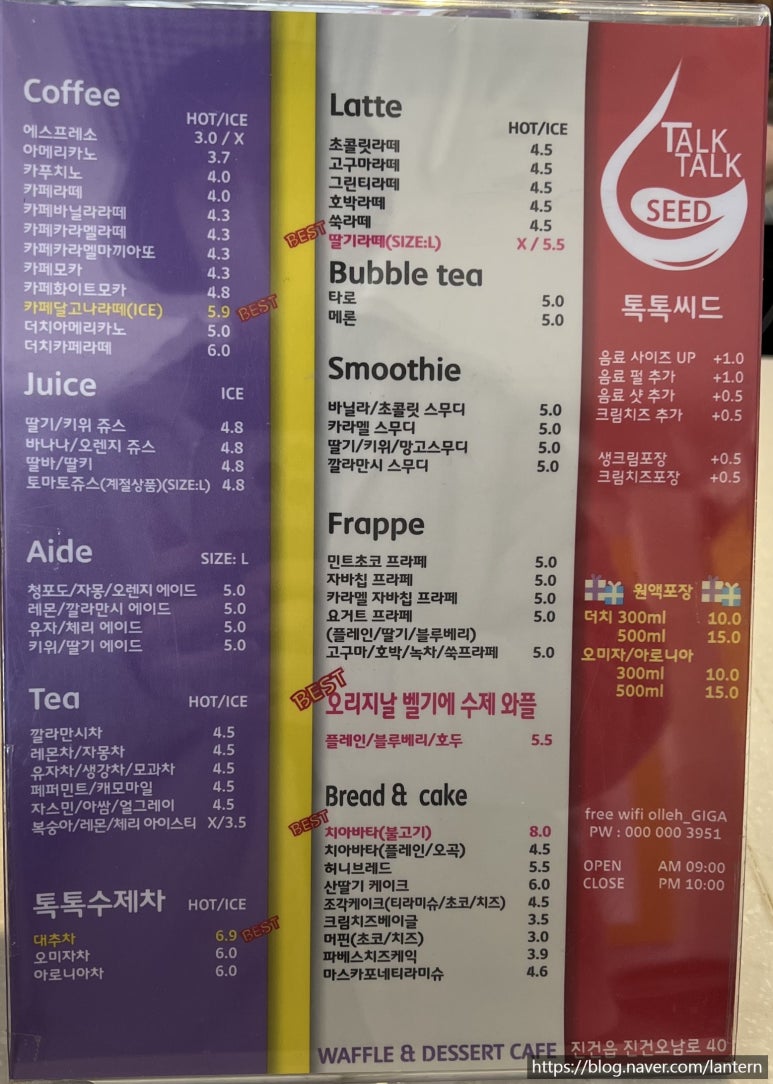 Coffee
HOT/ICE
에스프레소 3.0 / X
아메리카노 3.7
카푸치노 4.0
카페라떼 4.0
카페바닐라라떼 4.3
카페카라멜라떼 4.3
카페카라멜마끼아또 4.3
카페모카 4.3
카페화이트모카 4.8
카페달고나라떼(ICE) 5.9 BEST
더치아메리카노 5.0
더치카페라떼 6.0
Juice ICE
딸기/키위 쥬스 4.8
바나나/오렌지 쥬스 4.8
딸바/딸키 4.8
토마토쥬스(계절상품)(SIZE:L) 4.8
Aide SIZE: L
청포도/자몽/오렌지 에이드 5.0
레몬/깔라만시 에이드 5.0
유자/체리 에이드 5.0
키위/딸기 에이드 5.0
Tea HOT/ICE
깔라만시차 4.5
레몬차/자몽차 4.5
유자차/생강차/모과차 4.5
페퍼민트/캐모마일 4.5
자스민/아쌈/얼그레이 4.5
복숭아/레몬/체리 아이스티 X/3.5
톡톡수제차 HOT/ICE
대추차 6.9 BEST
오미자차 6.0
아로니아차 6.0
Latte
HOT/ICE
초콜릿라떼 4.5
고구마라떼 4.5
그린티라떼 4.5
호박라떼 4.5
쑥라떼 4.5
BEST 딸기라떼(SIZE:L) X / 5.5
Bubble tea
타로 5.0
메론 5.0
Smoothie
바닐라/초콜릿 스무디 5.0
카라멜 스무디 5.0
딸기/키위/망고스무디 5.0
깔라만시 스무디 5.0
Frappe
민트초코 프라페 5.0
자바칩 프라페 5.0
카라멜 자바칩 프라페 5.0
요거트 프라페 5.0
(플레인/딸기/블루베리)
고구마/호박/녹차/쑥프라페 5.0
BEST
오리지날 벨기에 수제 와플
플레인/블루베리/호두 5.5
Bread & cake
BEST 치아바타(불고기) 8.0
치아바타(플레인/오곡) 4.5
허니브레드 5.5
산딸기 케이크 6.0
조각케이크(티라미슈/초코/치즈) 4.5
크림치즈베이글 3.5
머핀(초코/치즈) 3.0
파베스치즈케익 3.9
마스카포네티라미슈 4.6
WAFFLE & DESSERT CAFE
TALK
TALK
SEED
톡톡씨드
음료 사이즈 UP +1.0
음료 펄 추가 +1.0
음료 샷 추가 +0.5
크림치즈 추가 +0.5
생크림포장 +0.5
크림치즈포장 +0.5
원액포장
더치 300ml 10.0
500ml 15.0
오미자/아로니아
300ml 10.0
500ml 15.0
free wifi olleh_GIGA
PW : 000 000 3951
OPEN AM 09:00
CLOSE PM 10:00
진건읍 진건오남로 40
https://blog.naver.com/lantern